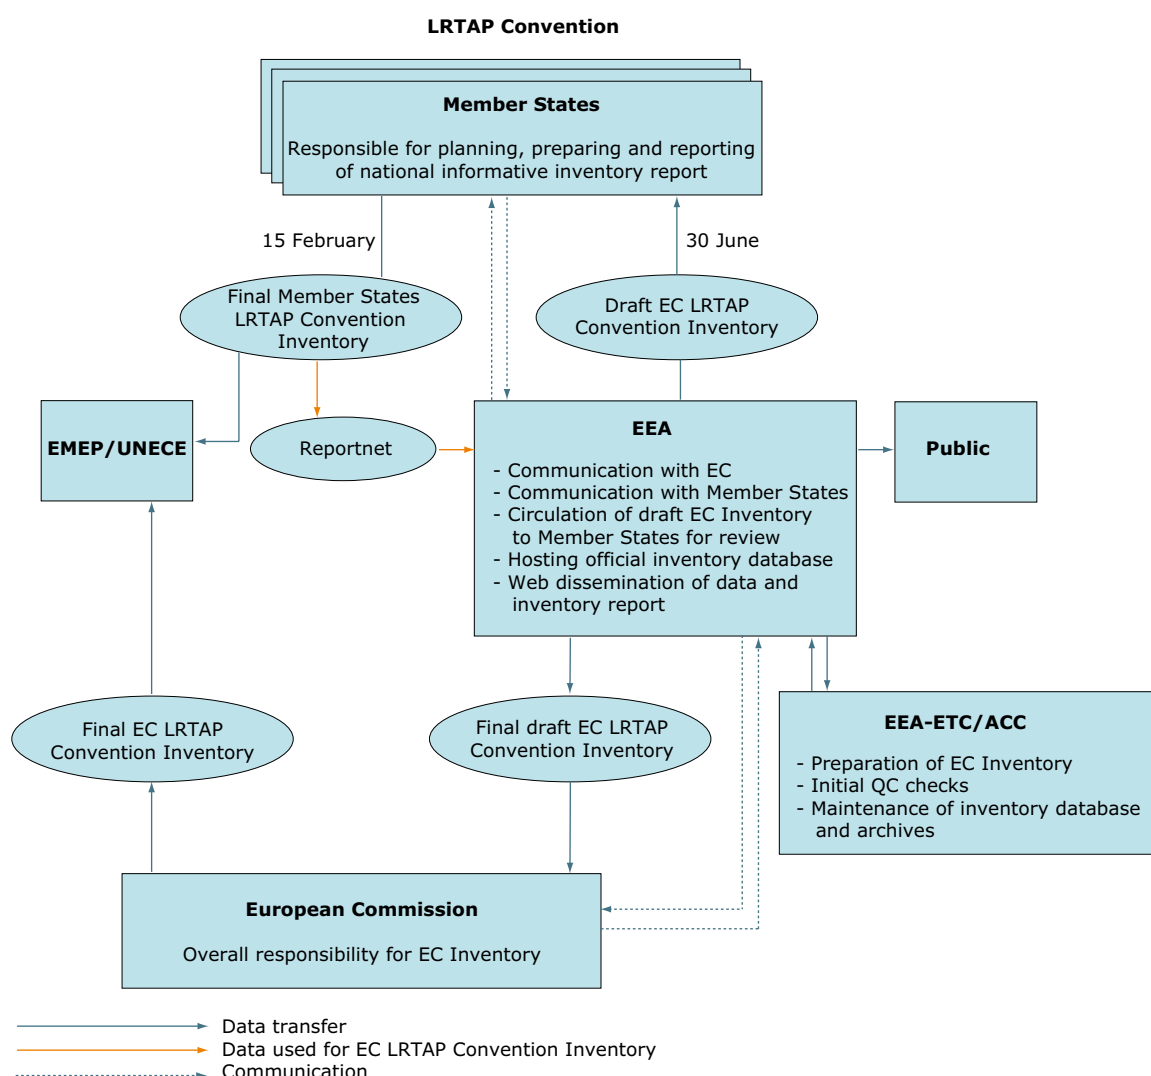 LRTAP Convention
Member States
Responsible for planning, preparing and reporting
of national informative inventory report
15 February
30 June
Final Member States
LRTAP Convention
Inventory
Draft EC LRTAP
Convention Inventory
EMEP/UNECE
Reportnet
EEA
- Communication with EC
- Communication with Member States
- Circulation of draft EC Inventory
to Member States for review
- Hosting official inventory database
- Web dissemination of data and
inventory report
Public
Final EC LRTAP
Convention Inventory
Final draft EC LRTAP
Convention Inventory
EEA-ETC/ACC
- Preparation of EC Inventory
- Initial QC checks
- Maintenance of inventory database
and archives
European Commission
Overall responsibility for EC Inventory
Data transfer
Data used for EC LRTAP Convention Inventory
Communication